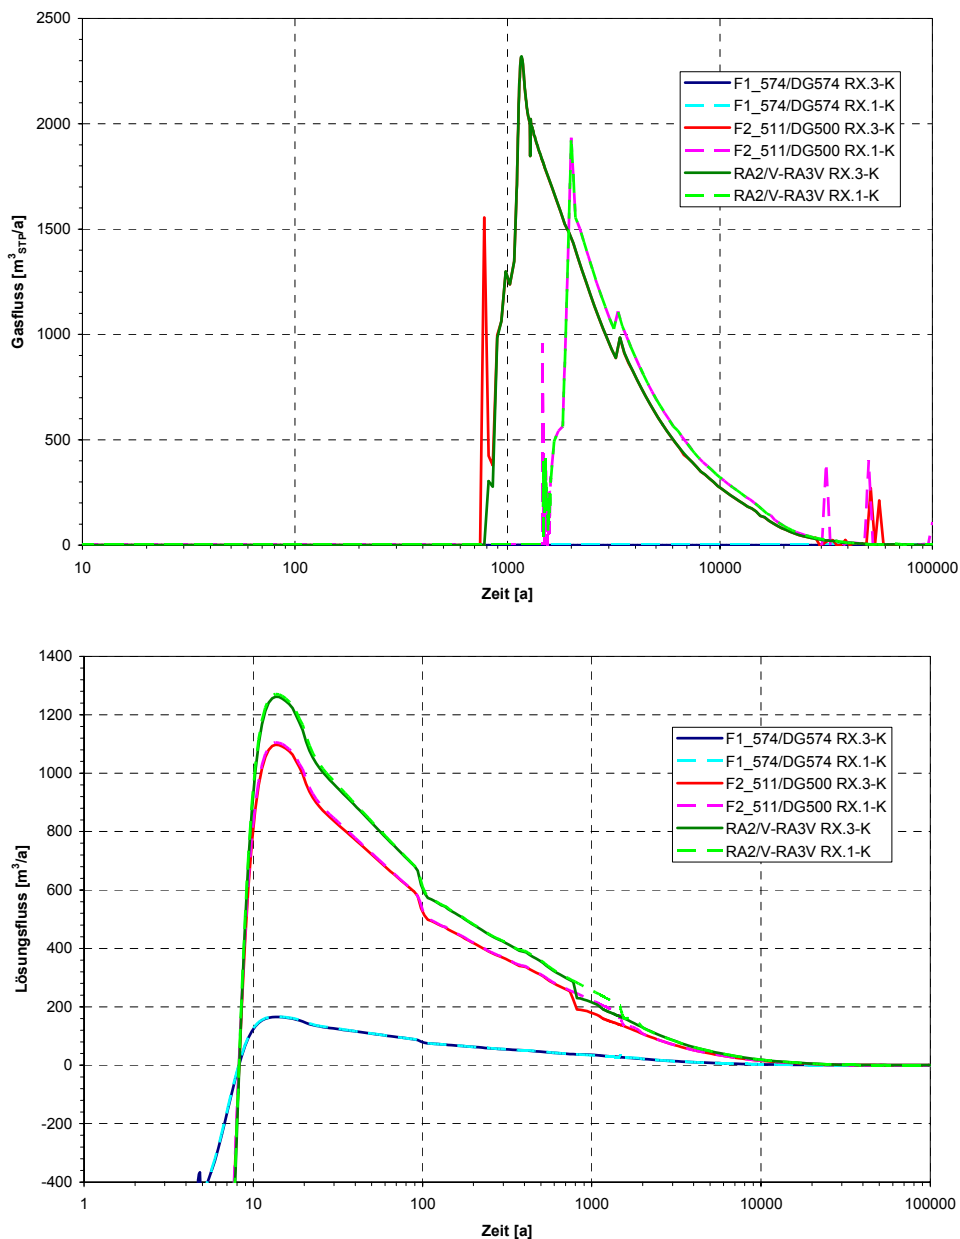 2500
2000
1500
1000
500
0
Gasfluss [m³STP/a]
10
100
1000
10000
100000
Zeit [a]
F1_574/DG574 RX.3-K
F1_574/DG574 RX.1-K
F2_511/DG500 RX.3-K
F2_511/DG500 RX.1-K
RA2/V-RA3V RX.3-K
RA2/V-RA3V RX.1-K
1400
1200
1000
800
600
400
200
0
-200
-400
Lösungsfluss [m³/a]
1
10
100
1000
10000
100000
Zeit [a]
F1_574/DG574 RX.3-K
F1_574/DG574 RX.1-K
F2_511/DG500 RX.3-K
F2_511/DG500 RX.1-K
RA2/V-RA3V RX.3-K
RA2/V-RA3V RX.1-K